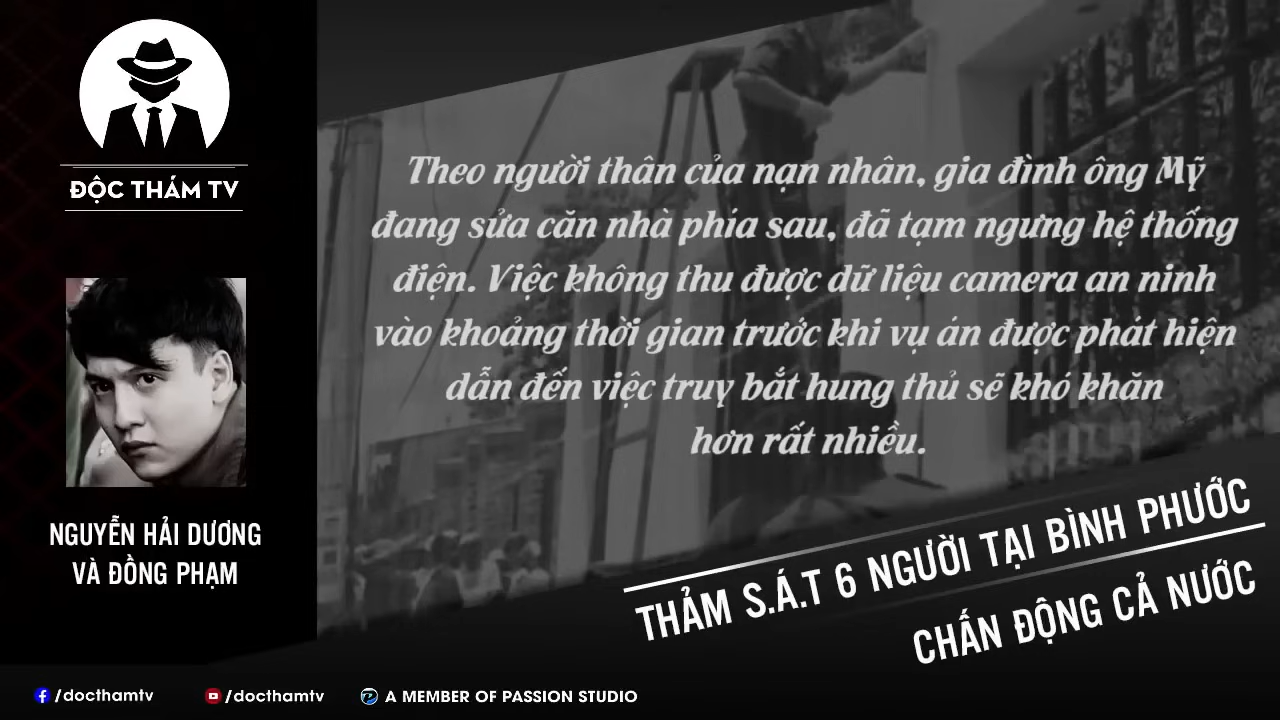 ĐỘC THÁM TV
NGUYỄN HẢI DƯƠNG
VÀ ĐỒNG PHẠM
Theo người thân của nạn nhân, gia đình ông Mỹ
đang sửa căn nhà phía sau, đã tạm ngưng hệ thống
điện. Việc không thu được dữ liệu camera an ninh
vào khoảng thời gian trước khi vụ án được phát hiện
dẫn đến việc truy bắt hung thủ sẽ khó khăn
hơn rất nhiều.
THẢM S.Á.T 6 NGƯỜI TẠI BÌNH PHƯỚC
CHẤN ĐỘNG CẢ NƯỚC
/docthamtv
/docthamtv
A MEMBER OF PASSION STUDIO